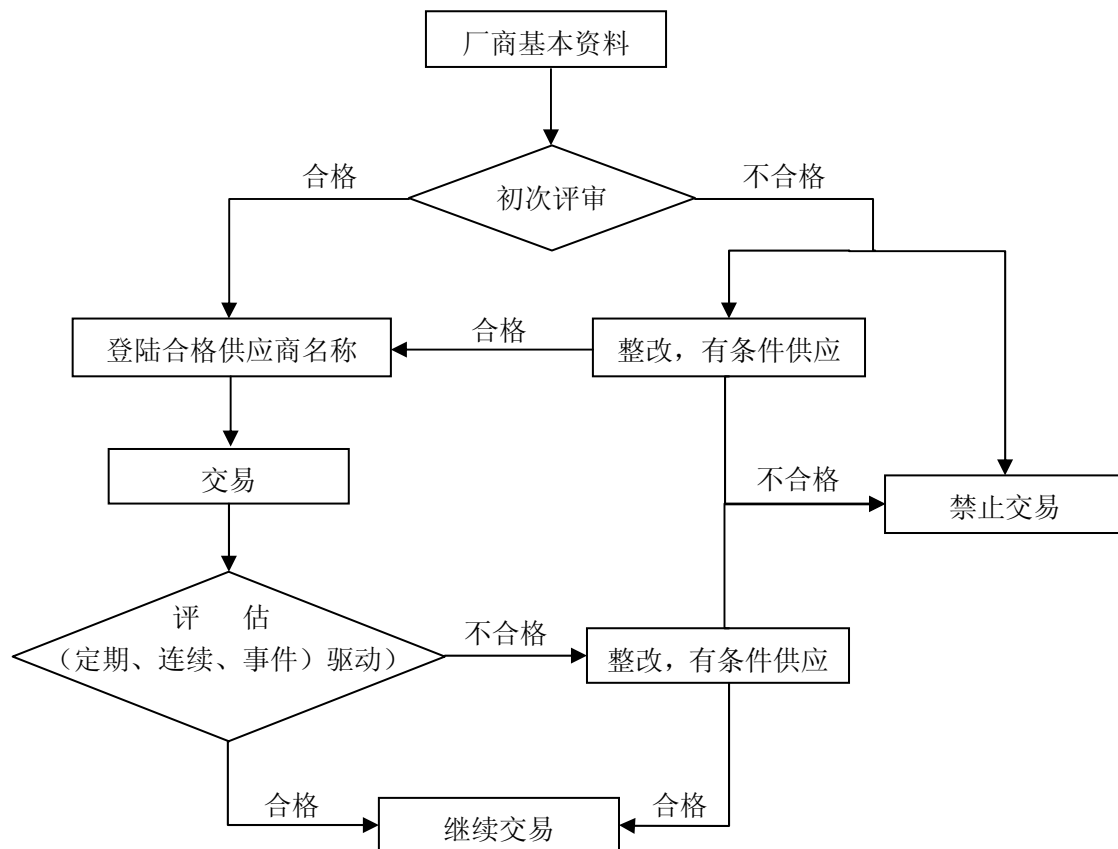 厂商基本资料
合格
不合格
初次评审
登陆合格供应商名称
合格
整改，有条件供应
交易
不合格
禁止交易
评 估
（定期、连续、事件）驱动）
不合格
整改，有条件供应
合格
继续交易
合格